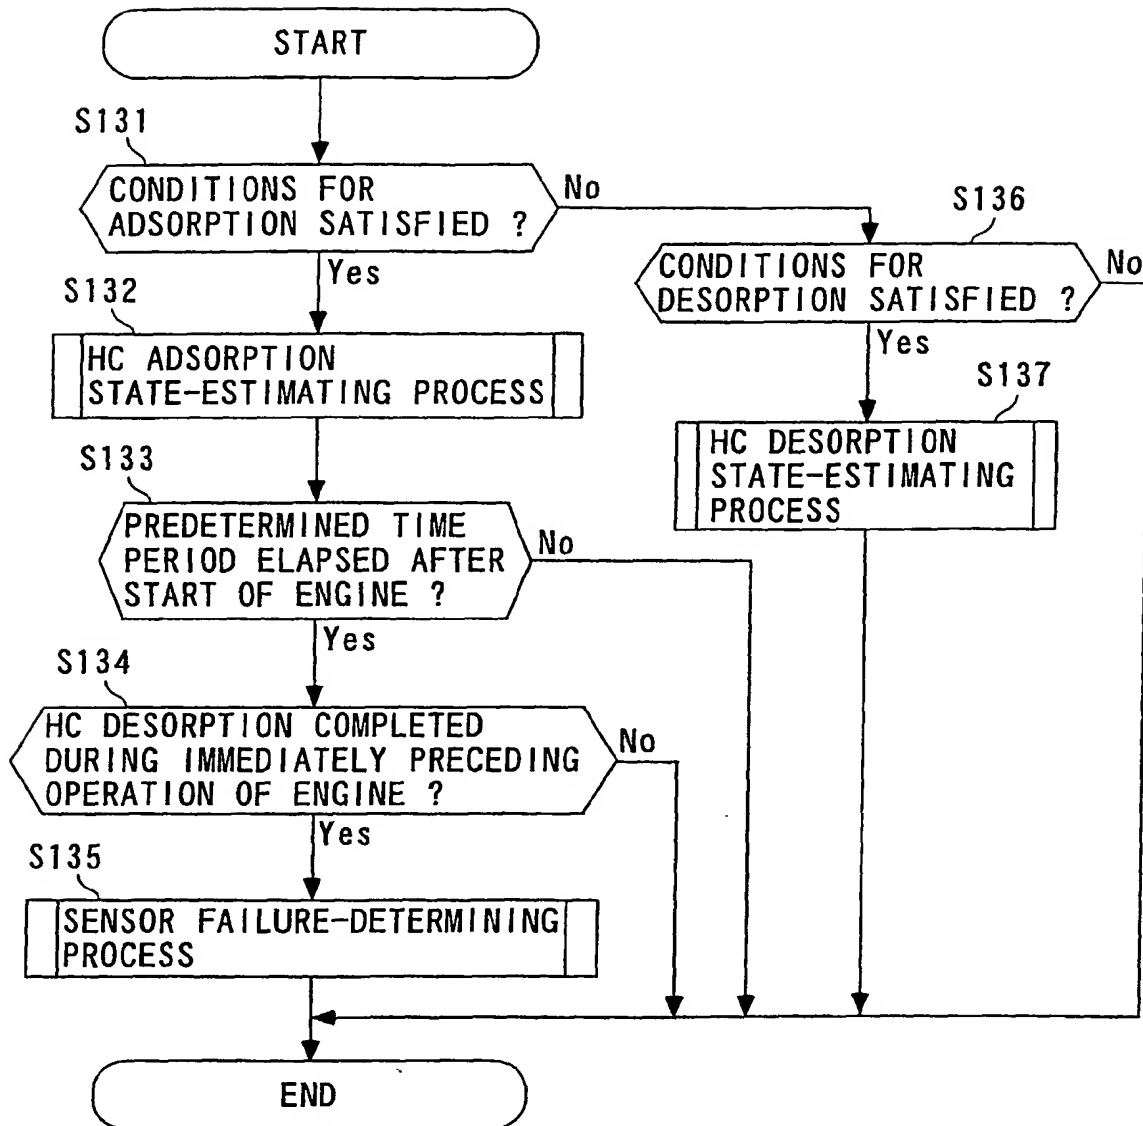 START
S131
CONDITIONS FOR
ADSORPTION SATISFIED ?
No
Yes
S136
CONDITIONS FOR
DESORPTION SATISFIED ?
No
Yes
S132
HC ADSORPTION
STATE-ESTIMATING PROCESS
S137
HC DESORPTION
STATE-ESTIMATING
PROCESS
S133
PREDETERMINED TIME
PERIOD ELAPSED AFTER
START OF ENGINE ?
No
Yes
S134
HC DESORPTION COMPLETED
DURING IMMEDIATELY PRECEDING
OPERATION OF ENGINE ?
No
Yes
S135
SENSOR FAILURE-DETERMINING
PROCESS
END